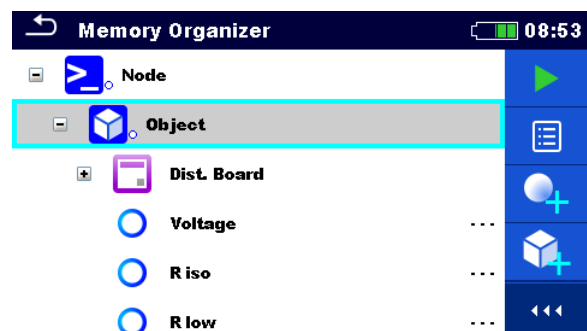 Memory Organizer 08:53
Node
Object
Dist. Board
Voltage ---
R iso ---
R low ---